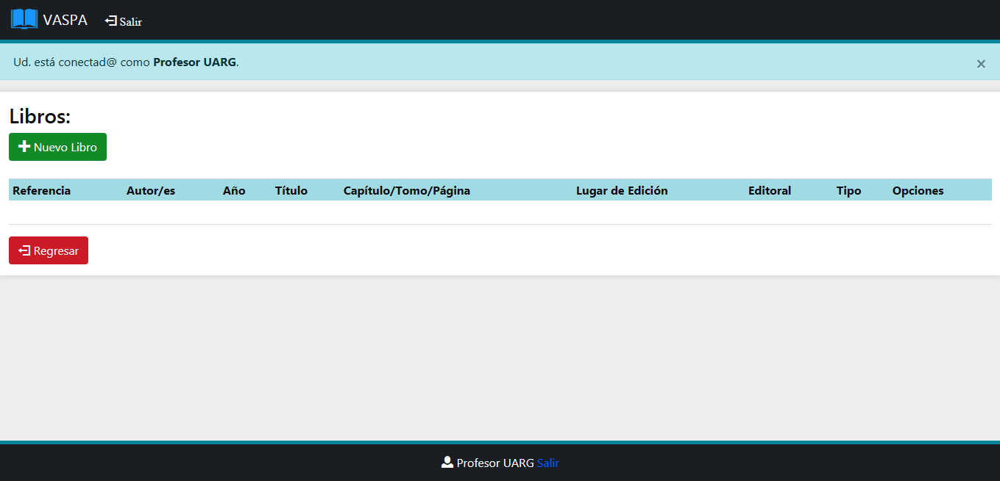 VASPA Salir
Ud. está conectad@ como Profesor UARG. ×
Libros:
Nuevo Libro
Referencia Autor/es Año Título Capítulo/Tomo/Página Lugar de Edición Editoral Tipo Opciones
Regresar
Profesor UARG Salir